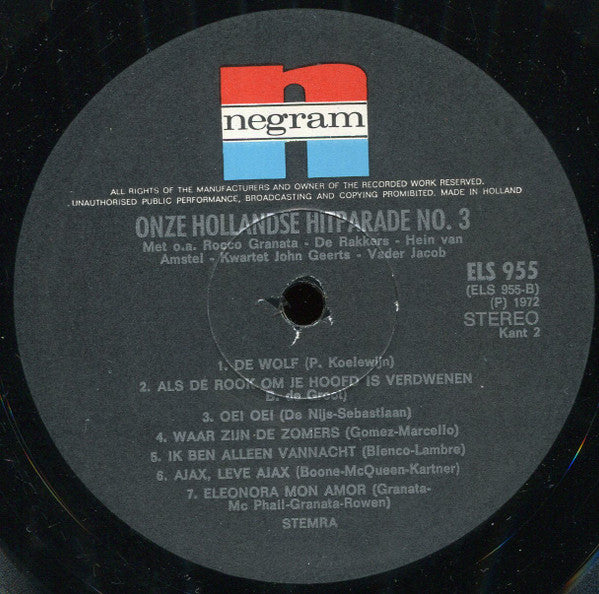 negram
ALL RIGHTS OF THE MANUFACTURERS AND OWNER OF THE RECORDED WORK RESERVED.
UNAUTHORISED PUBLIC PERFORMANCE, BROADCASTING AND COPYING PROHIBITED. MADE IN HOLLAND
ONZE HOLLANDSE HITPARADE NO. 3
Met o.a. Rocco Granata - De Rakkers - Hein van
Amstel - Kwartet John Geerts - Vader Jacob
ELS 955
(ELS 955-B)
(P) 1972
STEREO
Kant 2
1. DE WOLF (P. Koelewijn)
2. ALS DE ROOK OM JE HOOFD IS VERDWENEN
B. de Groot)
3. OEI OEI (De Nijs-Sebastiaan)
4. WAAR ZIJN DE ZOMERS (Gomez-Marcello)
5. IK BEN ALLEEN VANNACHT (Blenco-Lambre)
6. AJAX, LEVE AJAX (Boone-McQueen-Kartner)
7. ELEONORA MON AMOR (Granata-
Mc Phail-Granata-Rowen)
STEMRA